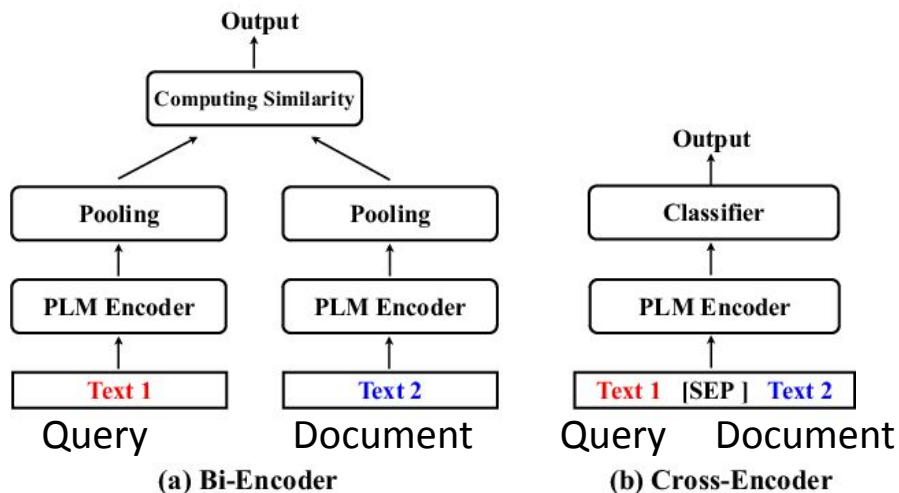 Output
Computing Similarity
Pooling
Pooling
PLM Encoder
PLM Encoder
Text 1
Text 2
Query
Document
(a) Bi-Encoder
Output
Classifier
PLM Encoder
Text 1 [SEP ] Text 2
Query Document
(b) Cross-Encoder